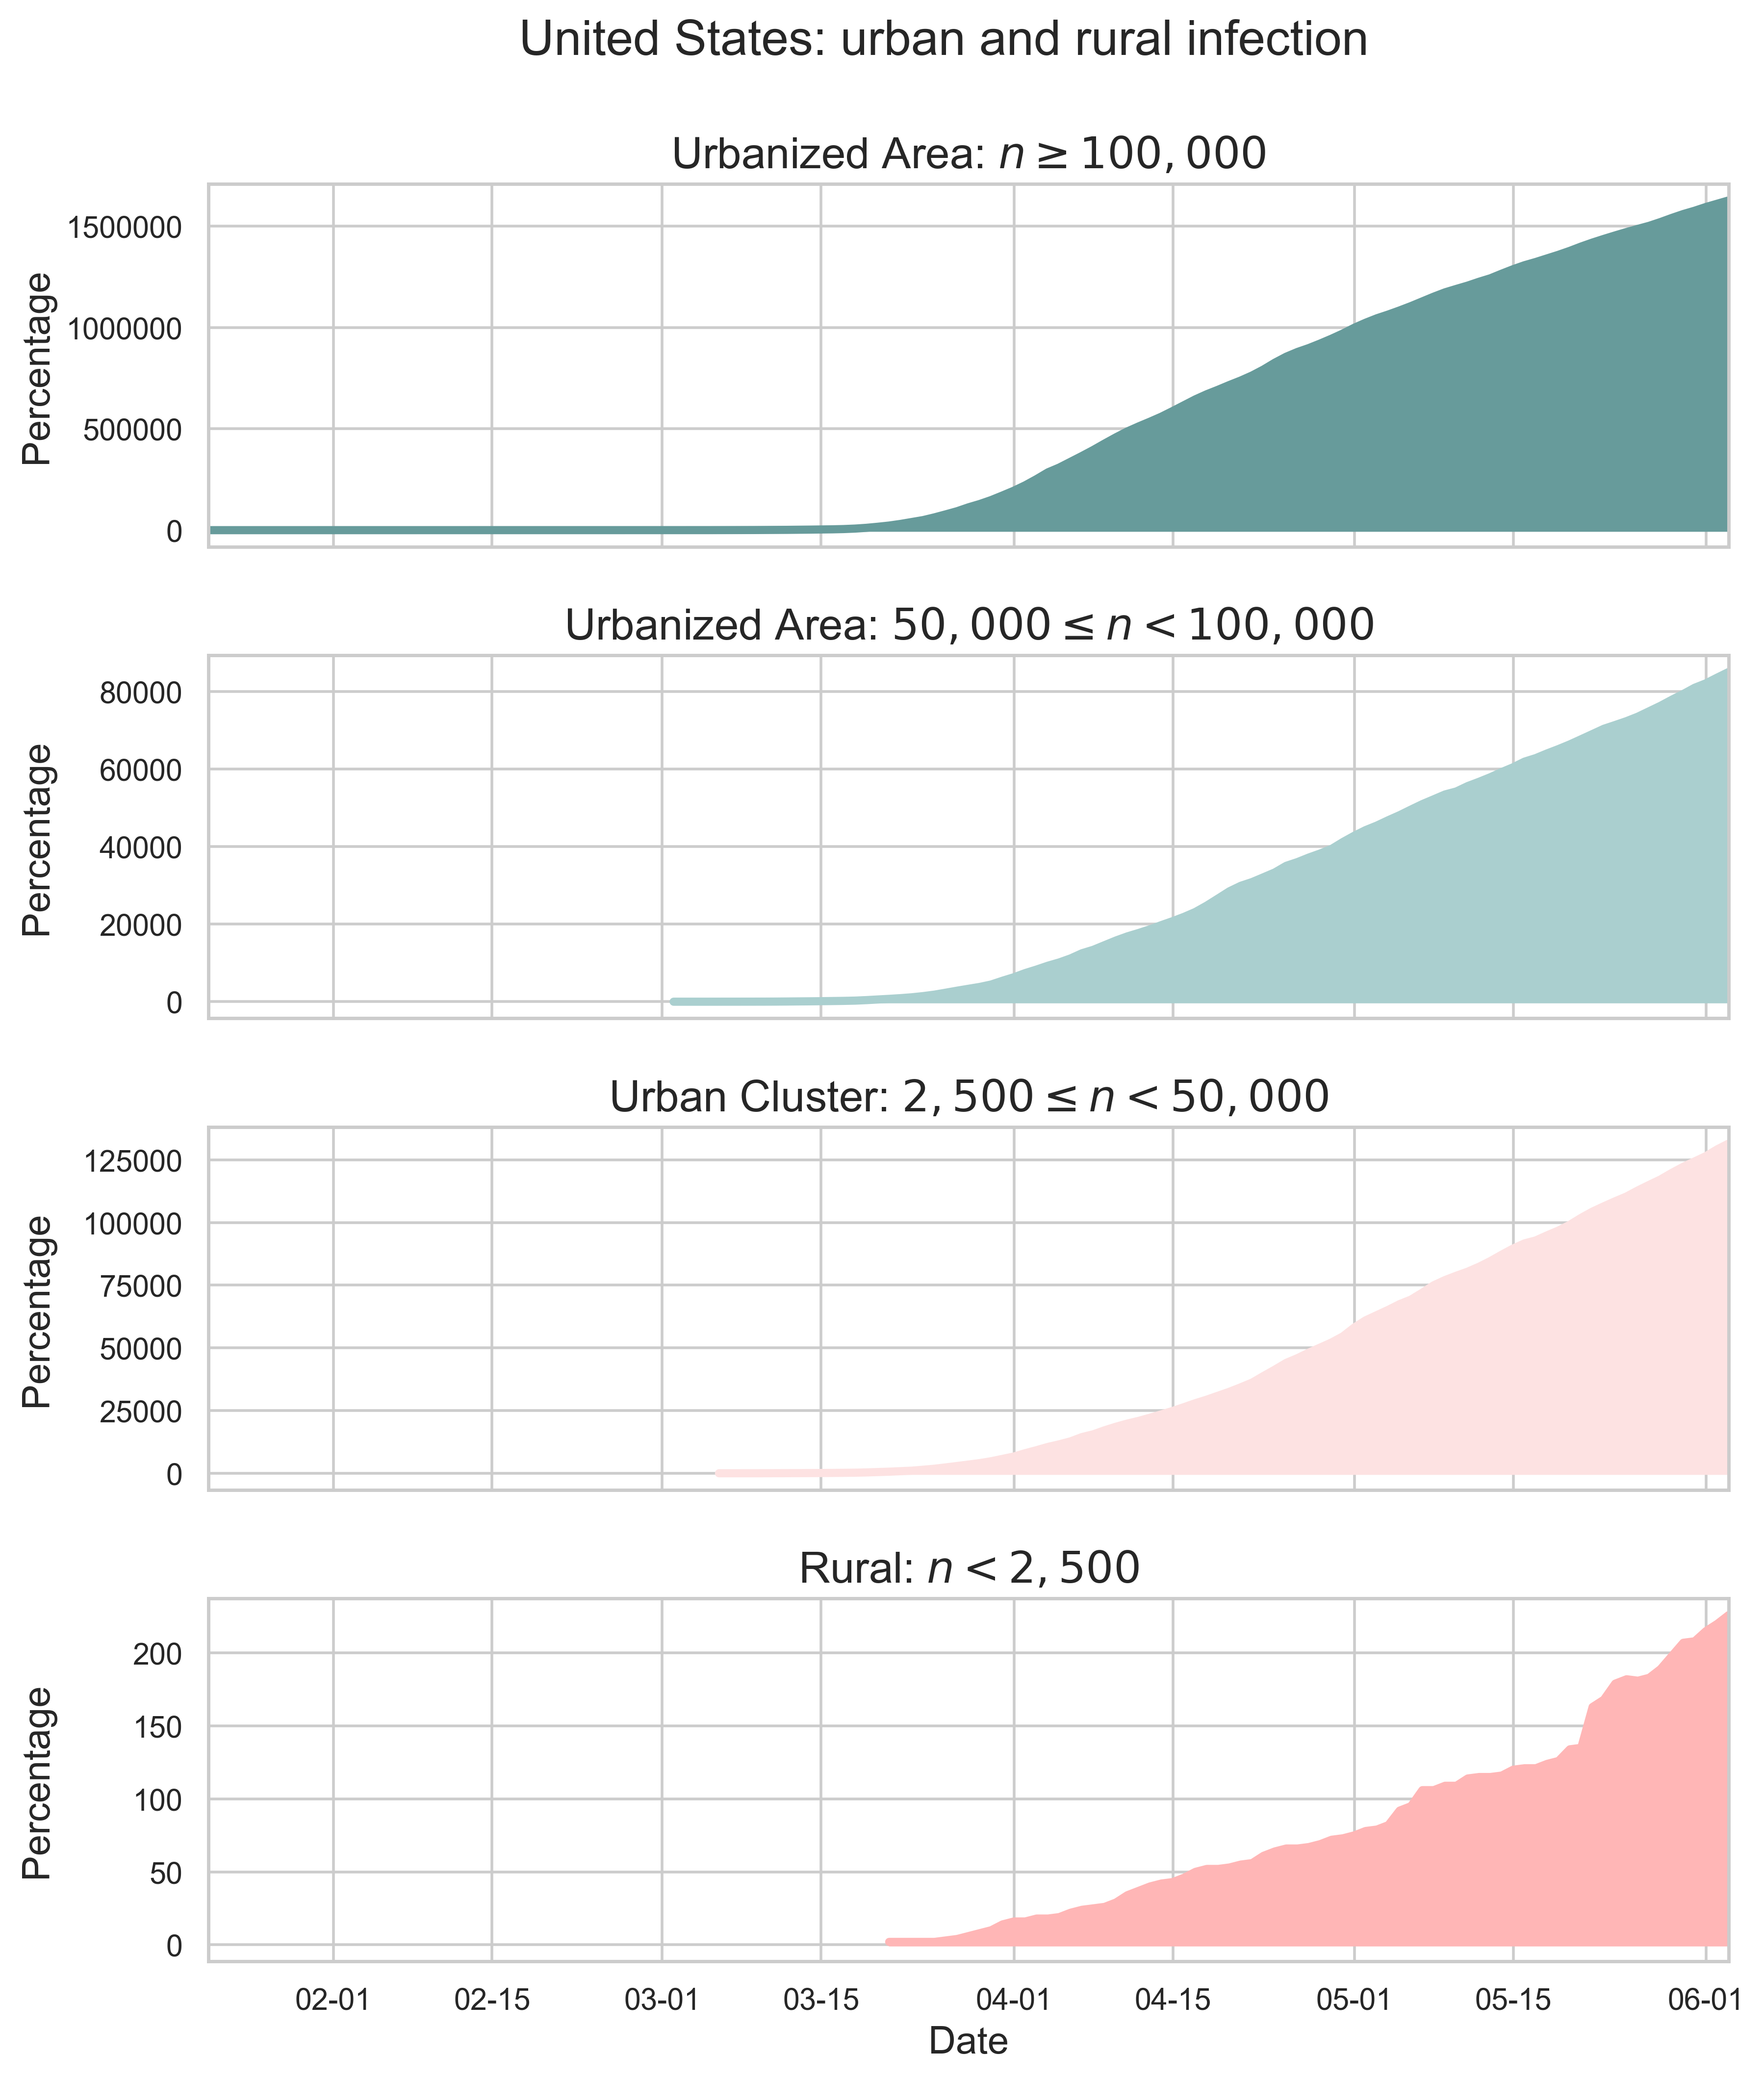 United States: urban and rural infection
Urbanized Area: n ≥ 100,000
Percentage
1500000
1000000
500000
0
Urbanized Area: 50,000 ≤ n < 100,000
Percentage
80000
60000
40000
20000
0
Urban Cluster: 2,500 ≤ n < 50,000
Percentage
125000
100000
75000
50000
25000
0
Rural: n < 2,500
Percentage
200
150
100
50
0
02-01 02-15 03-01 03-15 04-01 04-15 05-01 05-15 06-01
Date